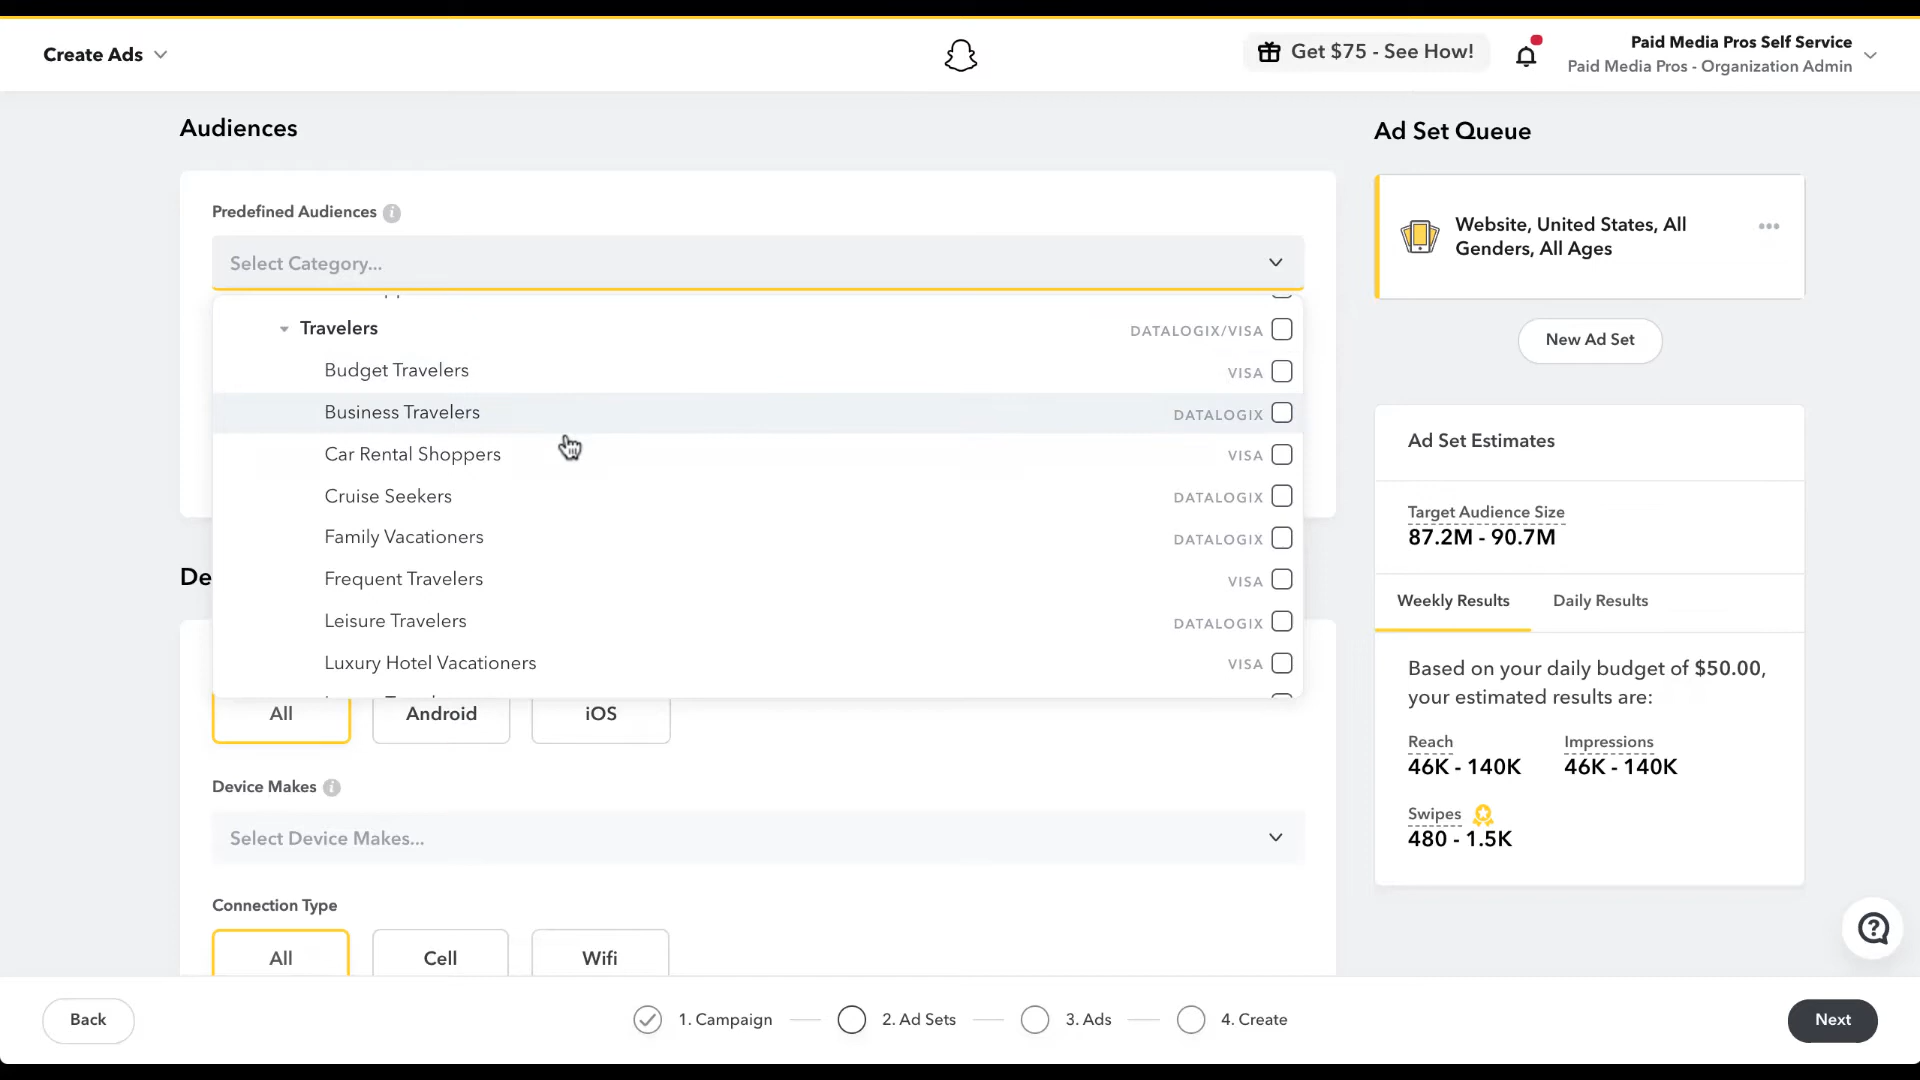 Create Ads
Get $75 - See How!
Paid Media Pros Self Service
Paid Media Pros - Organization Admin
Audiences
Predefined Audiences
Select Category...
Travelers DATALOGIX/VISA
Budget Travelers VISA
Business Travelers DATALOGIX
Car Rental Shoppers VISA
Cruise Seekers DATALOGIX
Family Vacationers DATALOGIX
Frequent Travelers VISA
Leisure Travelers DATALOGIX
Luxury Hotel Vacationers VISA
De
All Android iOS
Device Makes
Select Device Makes...
Connection Type
All Cell Wifi
Ad Set Queue
Website, United States, All
Genders, All Ages
New Ad Set
Ad Set Estimates
Target Audience Size
87.2M - 90.7M
Weekly Results Daily Results
Based on your daily budget of $50.00,
your estimated results are:
Reach Impressions
46K - 140K 46K - 140K
Swipes
480 - 1.5K
Back
1. Campaign 2. Ad Sets 3. Ads 4. Create
Next